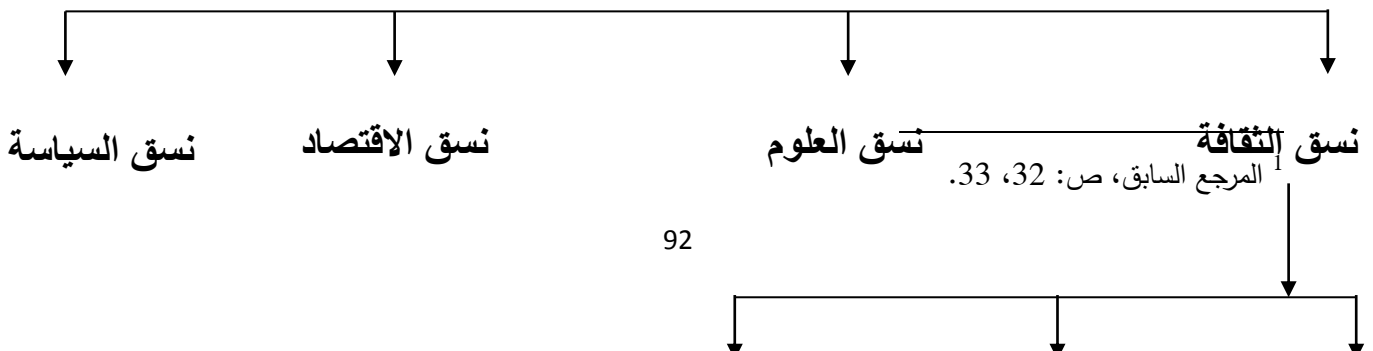 نسق الثقافة نسق العلوم نسق الاقتصاد نسق السياسة
1 المرجع السابق، ص: 32، 33.
92